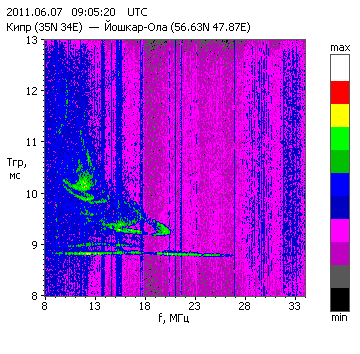 2011.06.07 09:05:20 UTC
Кипр (35N 34E) — Йошкар-Ола (56.63N 47.87E)
max
13
12
11
Tгр,
мс
10
9
8
min
8 13 18 23 28 33
f, МГц